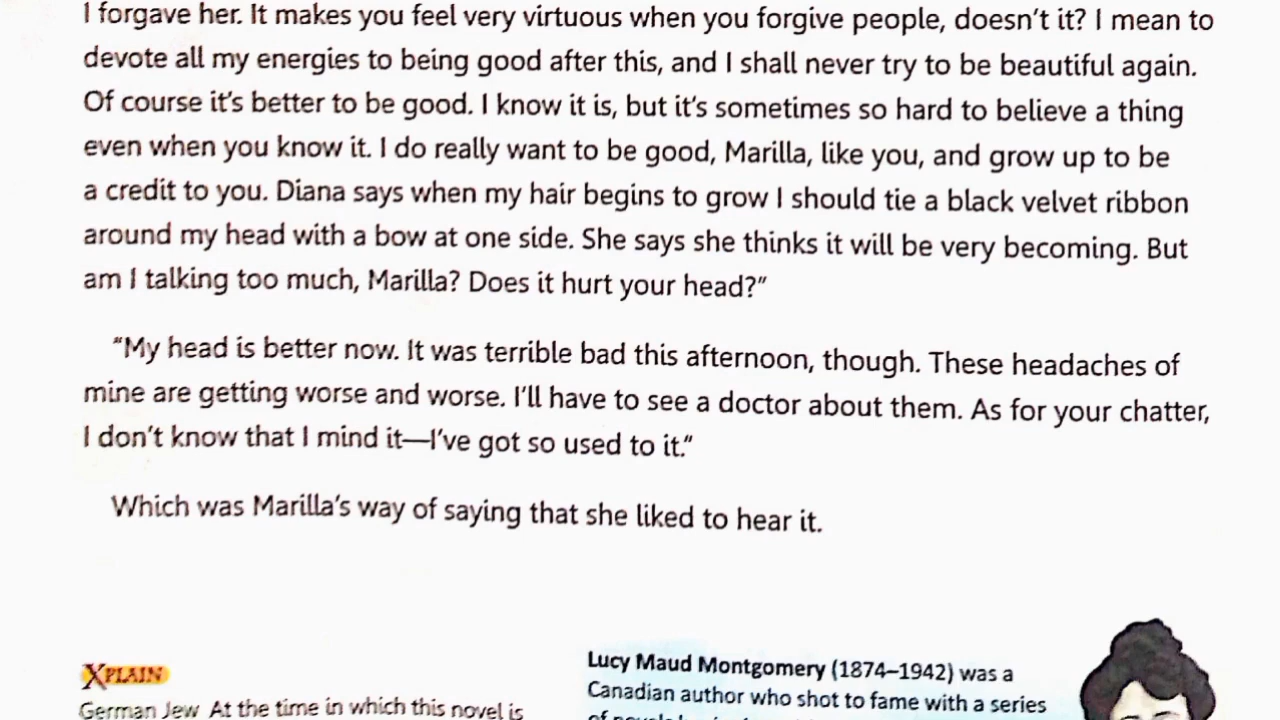 I forgave her. It makes you feel very virtuous when you forgive people, doesn't it? I mean to
devote all my energies to being good after this, and I shall never try to be beautiful again.
Of course it's better to be good. I know it is, but it's sometimes so hard to believe a thing
even when you know it. I do really want to be good, Marilla, like you, and grow up to be
a credit to you. Diana says when my hair begins to grow I should tie a black velvet ribbon
around my head with a bow at one side. She says she thinks it will be very becoming. But
am I talking too much, Marilla? Does it hurt your head?”
“My head is better now. It was terrible bad this afternoon, though. These headaches of
mine are getting worse and worse. I'll have to see a doctor about them. As for your chatter,
I don't know that I mind it—I've got so used to it.”
Which was Marilla's way of saying that she liked to hear it.
XPLAIN
German Jew At the time in which this novel is
Lucy Maud Montgomery (1874–1942) was a
Canadian author who shot to fame with a series